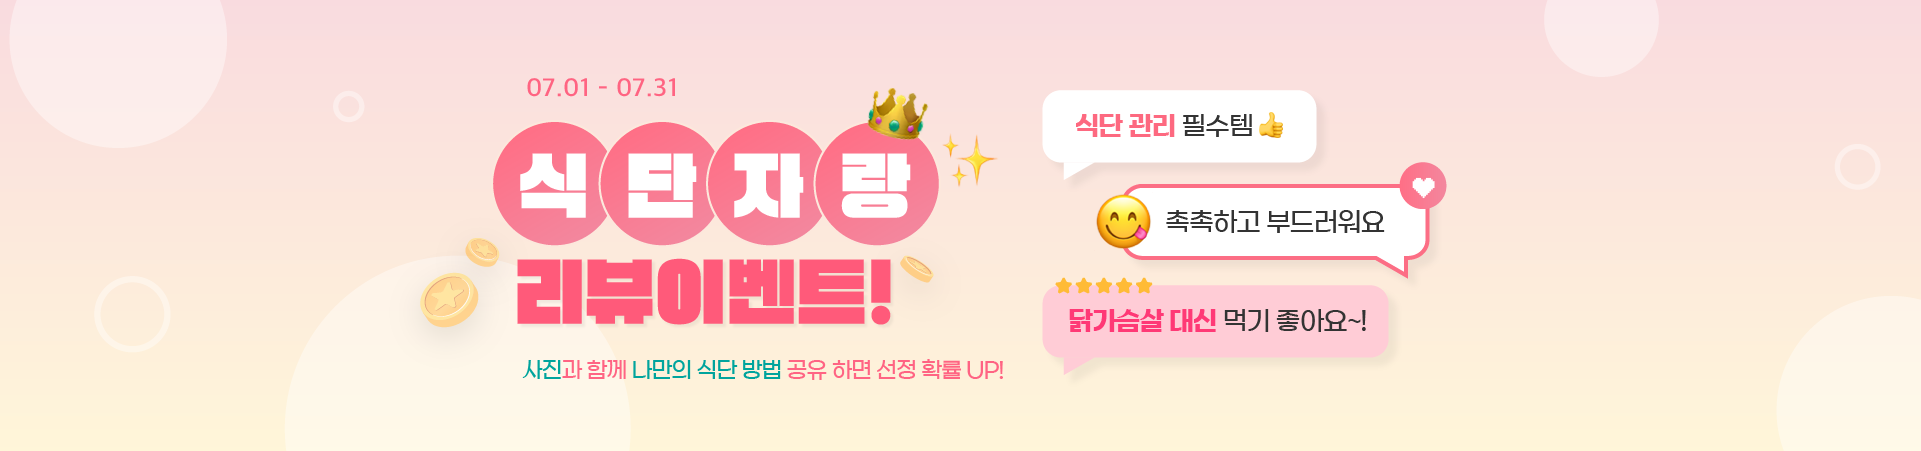 07.01 - 07.31
식단자랑
리뷰이벤트!
사진과 함께 나만의 식단 방법 공유 하면 선정 확률 UP!
식단 관리 필수템
촉촉하고 부드러워요
닭가슴살 대신 먹기 좋아요~!